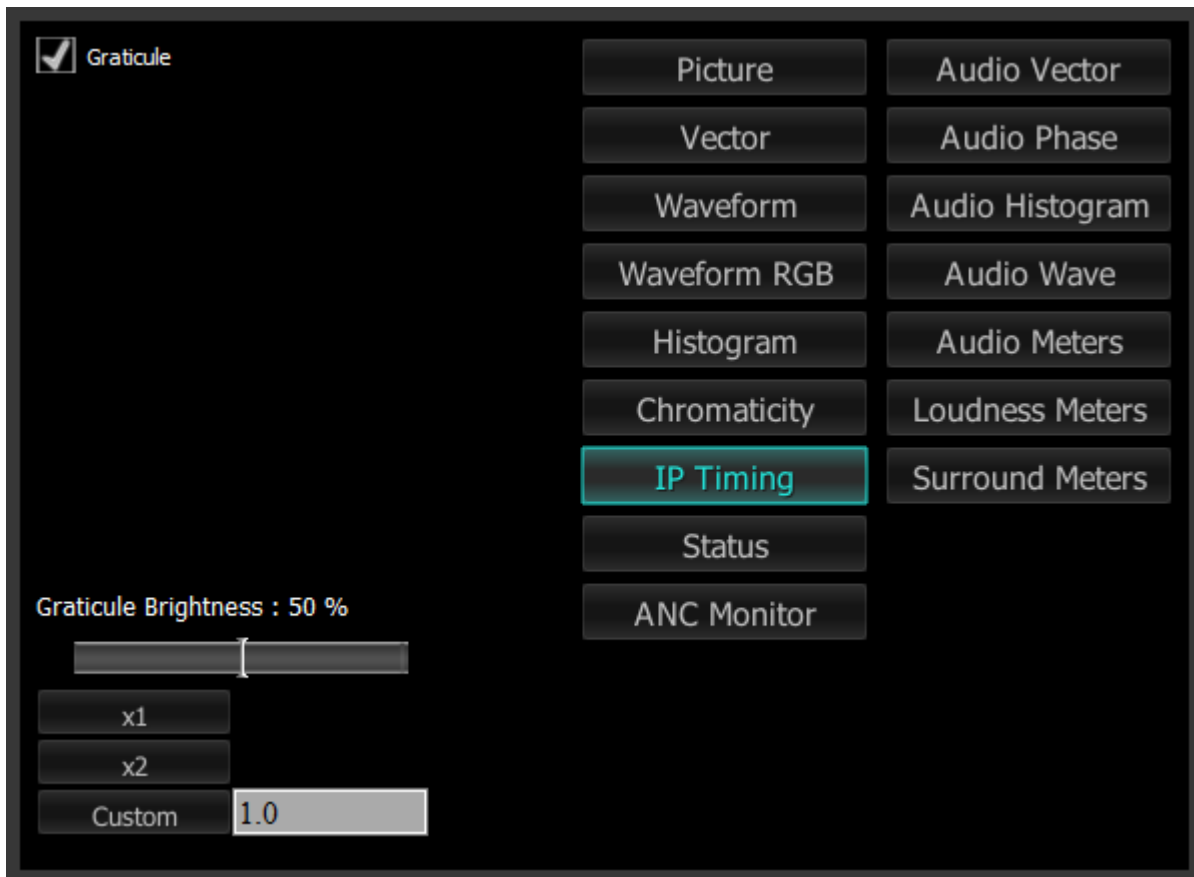 Graticule
Picture
Audio Vector
Vector
Audio Phase
Waveform
Audio Histogram
Waveform RGB
Audio Wave
Histogram
Audio Meters
Chromaticity
Loudness Meters
IP Timing
Surround Meters
Status
Graticule Brightness : 50 %
ANC Monitor
x1
x2
Custom
1.0